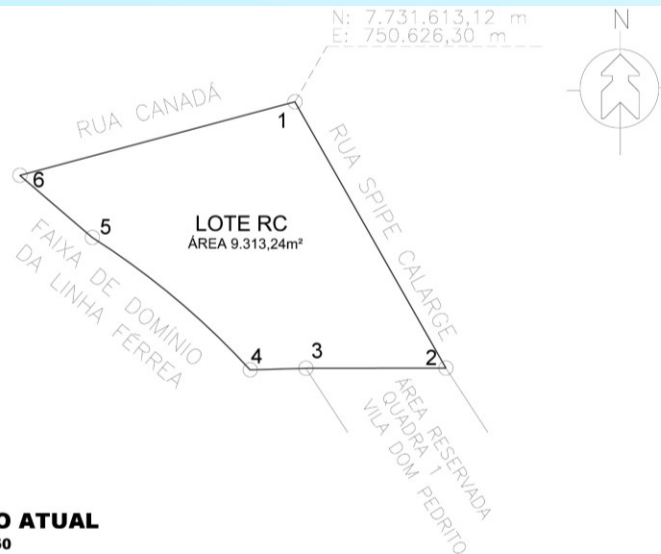 N: 7.731.613,12 m
E: 750.626,30 m
N
RUA CANADÁ
1
RUA SPIPE CALARGE
6
5
LOTE RC
ÁREA 9.313,24m²
FAIXA DE DOMÍNIO
DA LINHA FÉRREA
4
3
2
ÁREA RESERVADA
QUADRA 1
VILA DOM PEDRITO
O ATUAL